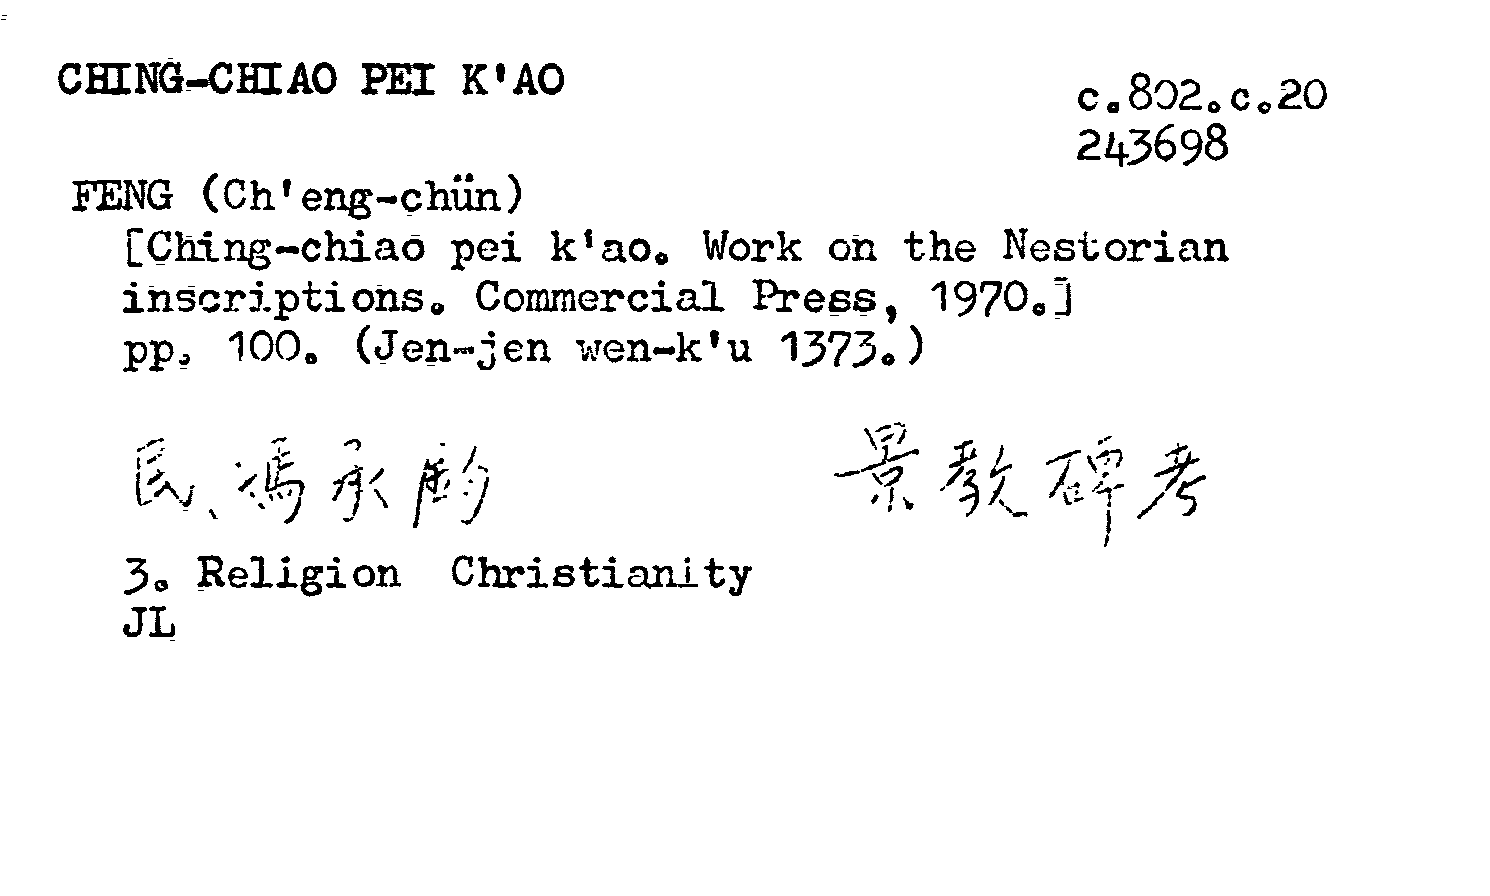 CHING-CHIAO PEI K'AO
c.802.c.20
243698
FENG (Ch'eng-chün)
[Ching-chiao pei k'ao. Work on the Nestorian
inscriptions. Commercial Press, 1970.]
pp. 100. (Jen-jen wen-k'u 1373.)
民、馮承鈞 景教碑考
3. Religion Christianity
JL